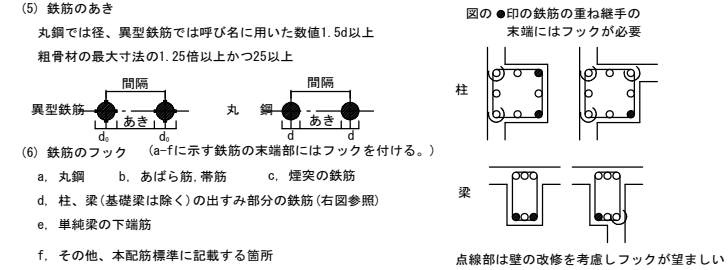 (5) 鉄筋のあき
丸鋼では径、異型鉄筋では呼び名に用いた数値1.5d以上
粗骨材の最大寸法の1.25倍以上かつ25以上
間隔
間隔
異型鉄筋
あき
丸 鋼
あき
d₀
d₀
d
d
(6) 鉄筋のフック (a-fに示す鉄筋の末端部にはフックを付ける。)
a, 丸鋼 b, あばら筋,帯筋 c, 煙突の鉄筋
d, 柱、梁(基礎梁は除く)の出すみ部分の鉄筋(右図参照)
e, 単純梁の下端筋
f, その他、本配筋標準に記載する箇所
図の●印の鉄筋の重ね継手の
末端にはフックが必要
柱
梁
点線部は壁の改修を考慮しフックが望ましい